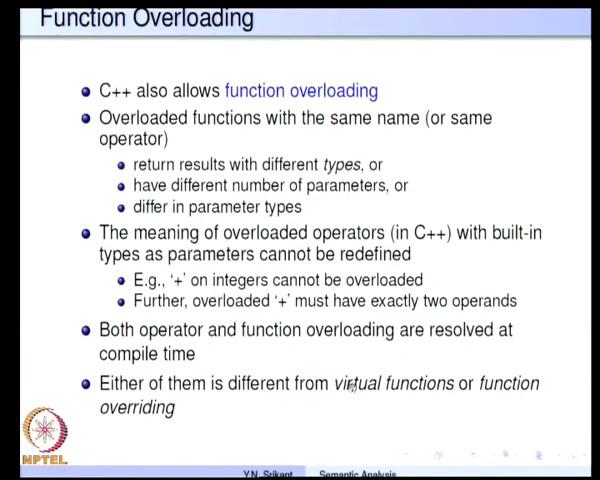 Function Overloading
C++ also allows function overloading
Overloaded functions with the same name (or same
operator)
return results with different types, or
have different number of parameters, or
differ in parameter types
The meaning of overloaded operators (in C++) with built-in
types as parameters cannot be redefined
E.g., '+' on integers cannot be overloaded
Further, overloaded '+' must have exactly two operands
Both operator and function overloading are resolved at
compile time
Either of them is different from virtual functions or function
overriding
NPTEL
Y.N. Srikant Semantic Analysis